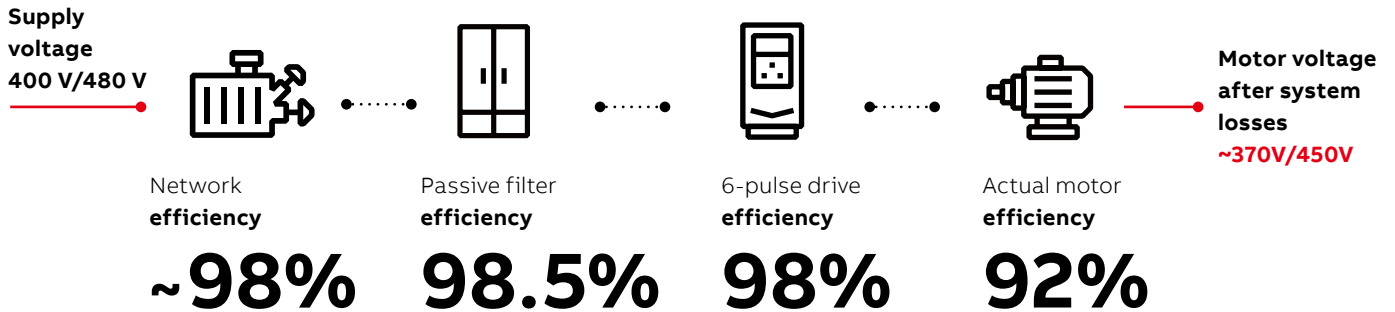 Supply
voltage
400 V/480 V
Network
efficiency
~98%
Passive filter
efficiency
98.5%
6-pulse drive
efficiency
98%
Actual motor
efficiency
92%
Motor voltage
after system
losses
~370V/450V